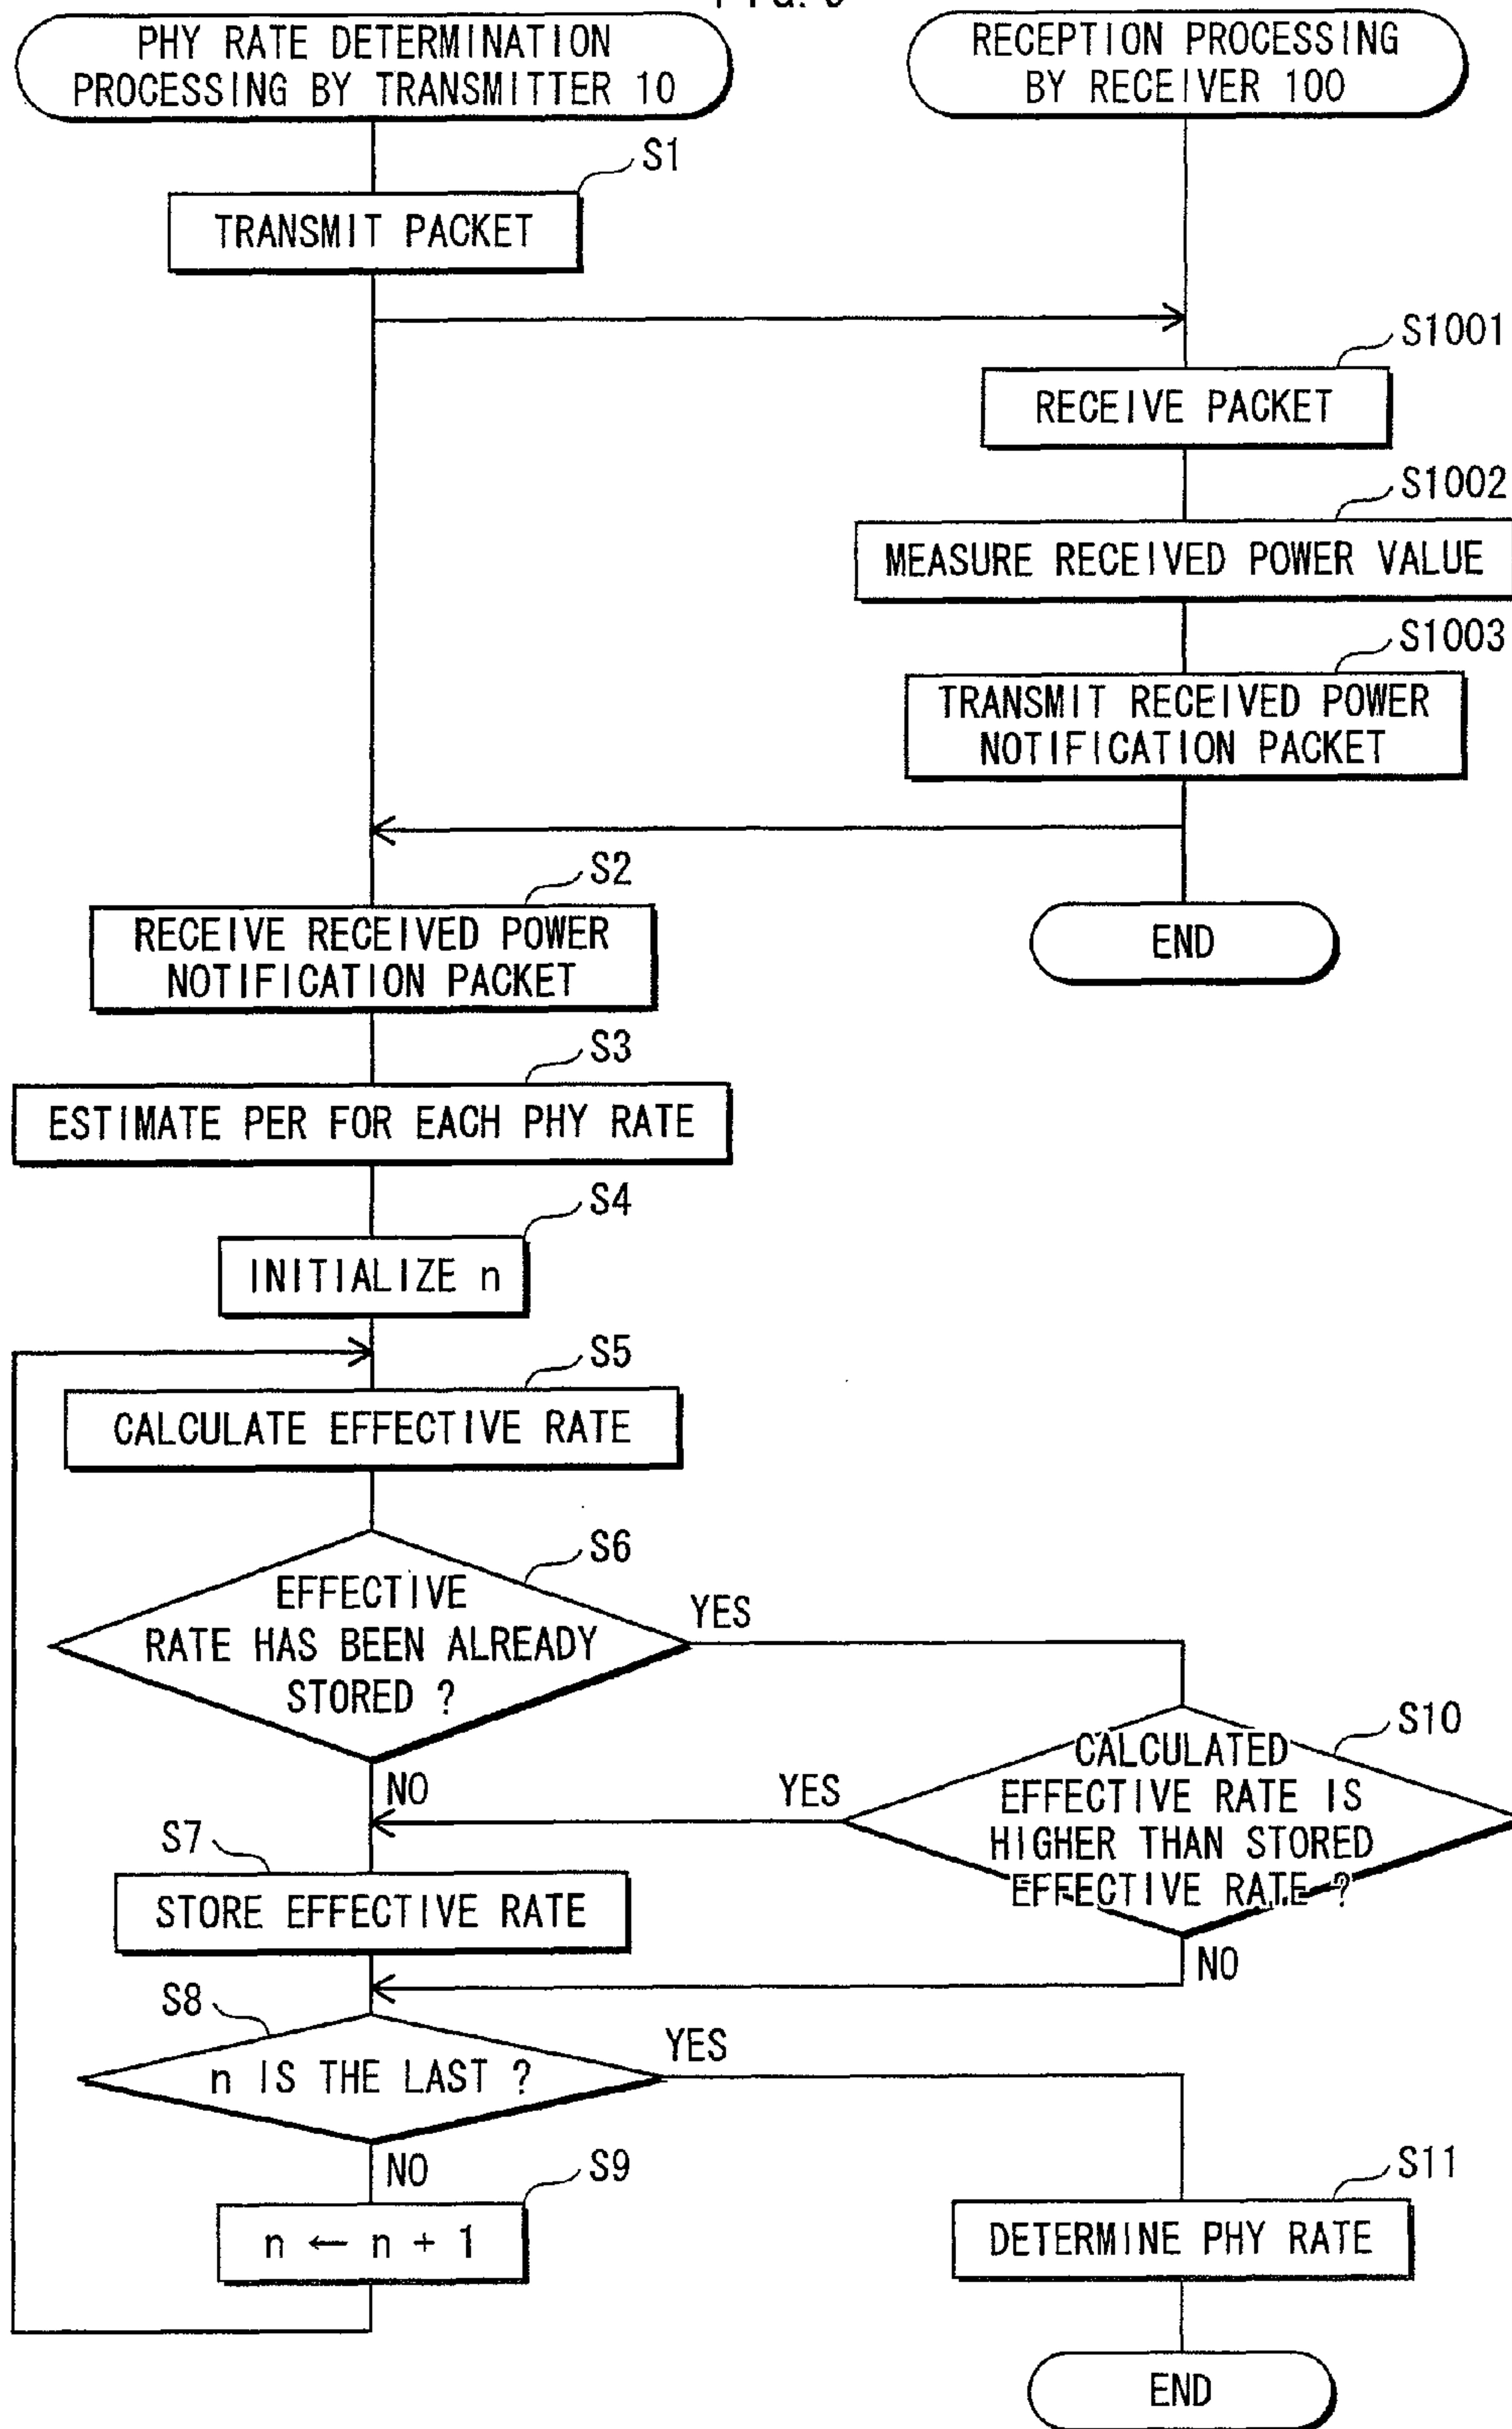 PHY RATE DETERMINATION
PROCESSING BY TRANSMITTER 10
RECEPTION PROCESSING
BY RECEIVER 100
S1
TRANSMIT PACKET
S1001
RECEIVE PACKET
S1002
MEASURE RECEIVED POWER VALUE
S1003
TRANSMIT RECEIVED POWER
NOTIFICATION PACKET
S2
RECEIVE RECEIVED POWER
NOTIFICATION PACKET
END
S3
ESTIMATE PER FOR EACH PHY RATE
S4
INITIALIZE n
S5
CALCULATE EFFECTIVE RATE
S6
EFFECTIVE
RATE HAS BEEN ALREADY
STORED ?
YES
NO
S10
CALCULATED
EFFECTIVE RATE IS
HIGHER THAN STORED
EFFECTIVE RATE ?
YES
NO
S7
STORE EFFECTIVE RATE
S8
n IS THE LAST ?
YES
NO
S9
n ← n + 1
S11
DETERMINE PHY RATE
END